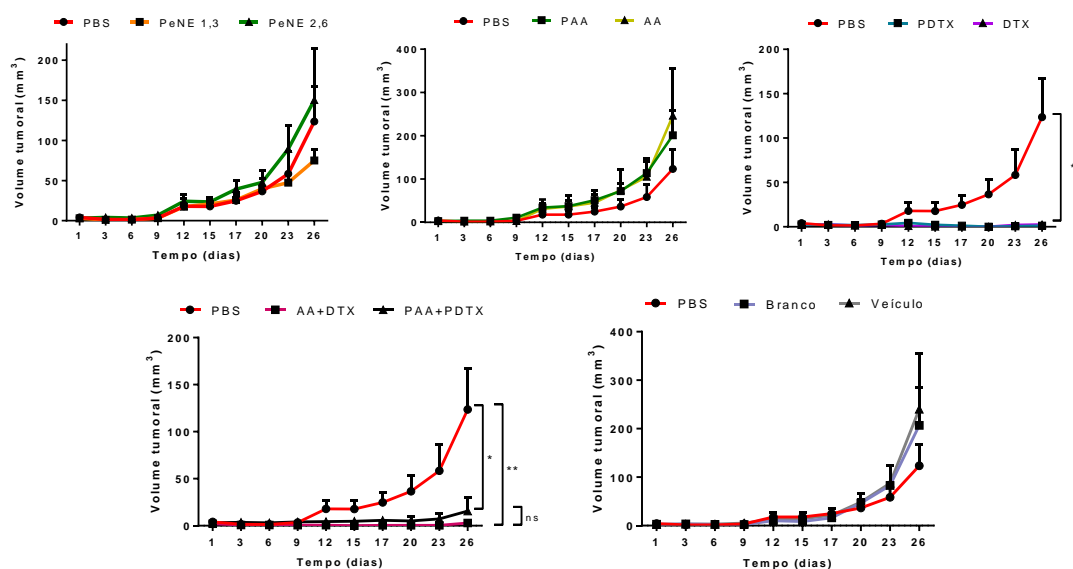 PBS PeNE 1,3 PeNE 2,6
Volume tumoral (mm3)
200
150
100
50
0
1 3 6 9 12 15 17 20 23 26
Tempo (dias)
PBS PAA AA
Volume tumoral (mm3)
400
300
200
100
0
1 3 6 9 12 15 17 20 23 26
Tempo (dias)
PBS PDTX DTX
Volume tumoral (mm3)
200
150
100
50
0
1 3 6 9 12 15 17 20 23 26
Tempo (dias)
PBS AA+DTX PAA+PDTX
Volume tumoral (mm3)
200
150
100
50
0
*
**
ns
1 3 6 9 12 15 17 20 23 26
Tempo (dias)
PBS Branco Veículo
Volume tumoral (mm3)
400
300
200
100
0
1 3 6 9 12 15 17 20 23 26
Tempo (dias)